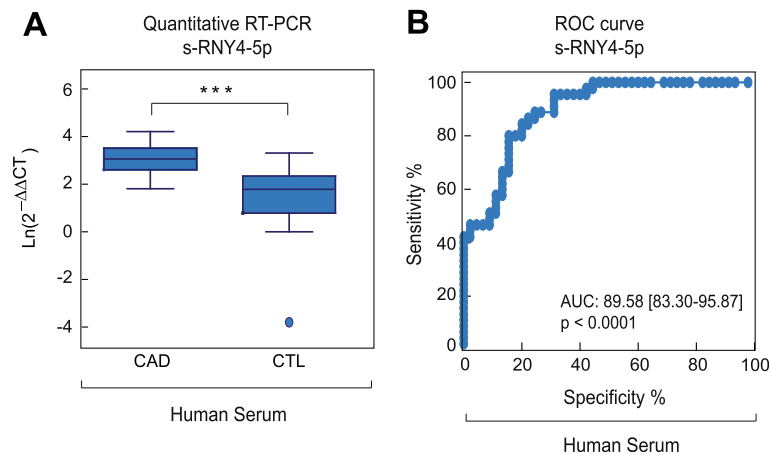 A
Quantitative RT-PCR
s-RNY4-5p
Ln(2⁻ΔΔCT)
6
4
2
0
-2
-4
***
CAD
CTL
Human Serum
B
ROC curve
s-RNY4-5p
Sensitivity %
100
80
60
40
20
0
AUC: 89.58 [83.30-95.87]
p < 0.0001
0 20 40 60 80 100
Specificity %
Human Serum